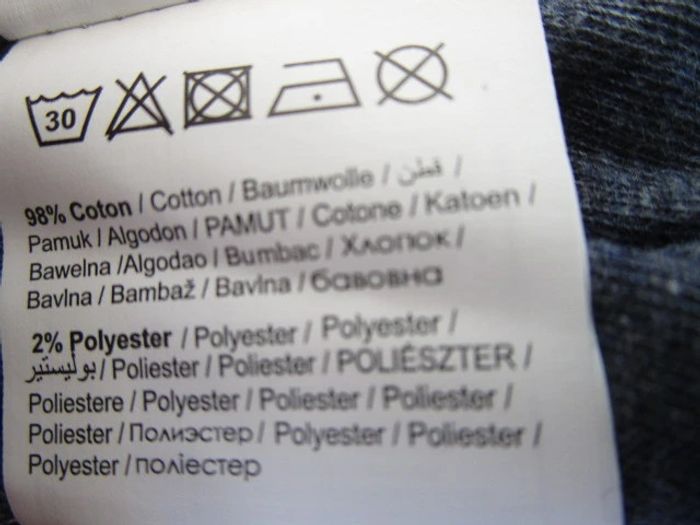 30
98% Coton / Cotton / Baumwolle / قطن /
Pamuk / Algodon / PAMUT / Cotone / Katoen /
Bawelna /Algodao / Bumbac / Хлопок /
Bavlna / Bambaž / Bavlna / бавовна
2% Polyester / Polyester / Polyester /
بوليستير / Poliester / Poliester / POLIÉSZTER /
Poliestere / Polyester / Poliester / Poliester /
Poliester / Полиэстер / Polyester / Poliester /
Polyester / поліестер